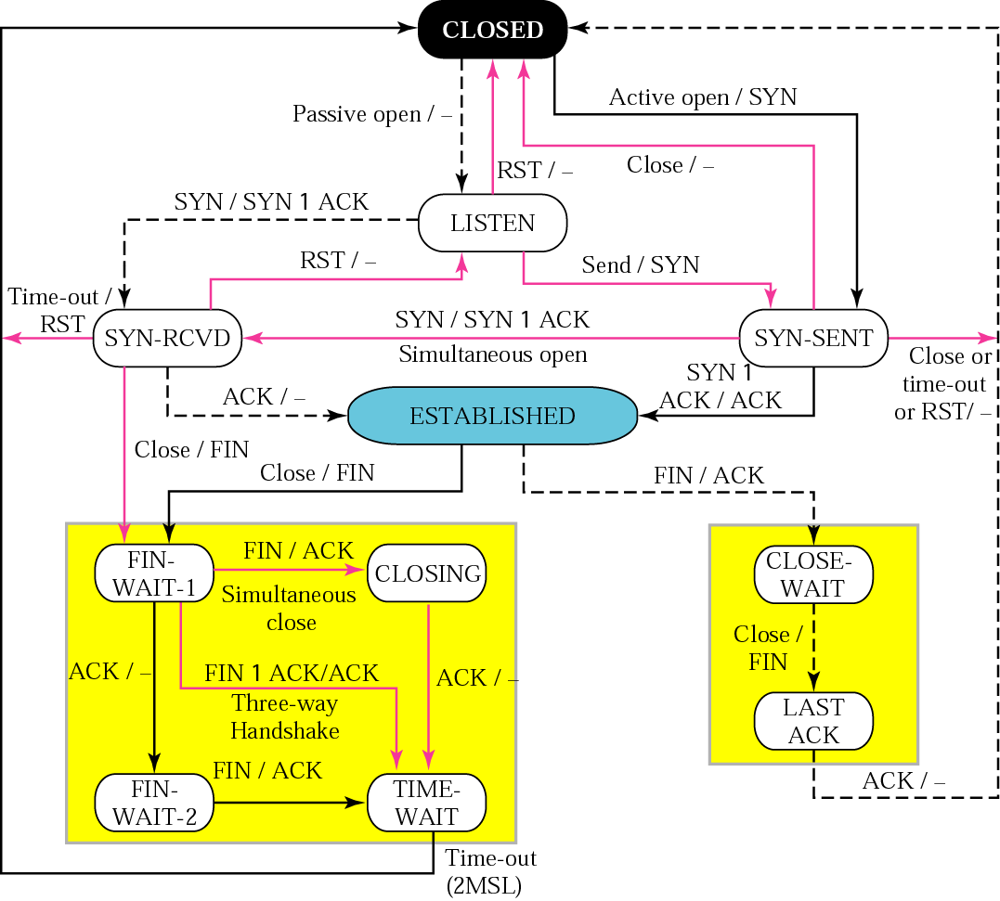 CLOSED
Active open / SYN
Passive open / –
RST / –
Close / –
SYN / SYN 1 ACK
LISTEN
RST / –
Send / SYN
Time-out /
RST
SYN-RCVD
SYN / SYN 1 ACK
Simultaneous open
SYN-SENT
Close or
time-out
or RST/ –
SYN 1
ACK / ACK
ACK / –
ESTABLISHED
Close / FIN
Close / FIN
FIN / ACK
FIN-
WAIT-1
FIN / ACK
Simultaneous
close
CLOSING
CLOSE-
WAIT
Close /
FIN
ACK / –
FIN 1 ACK/ACK
Three-way
Handshake
ACK / –
LAST
ACK
FIN / ACK
FIN-
WAIT-2
TIME-
WAIT
ACK / –
Time-out
(2MSL)